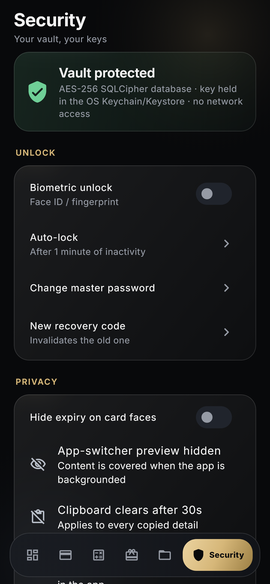 Security
Your vault, your keys
Vault protected
AES-256 SQLCipher database · key held
in the OS Keychain/Keystore · no network
access
UNLOCK
Biometric unlock
Face ID / fingerprint
Auto-lock
After 1 minute of inactivity
Change master password
New recovery code
Invalidates the old one
PRIVACY
Hide expiry on card faces
App-switcher preview hidden
Content is covered when the app is
backgrounded
Clipboard clears after 30s
Applies to every copied detail
Security
in the app